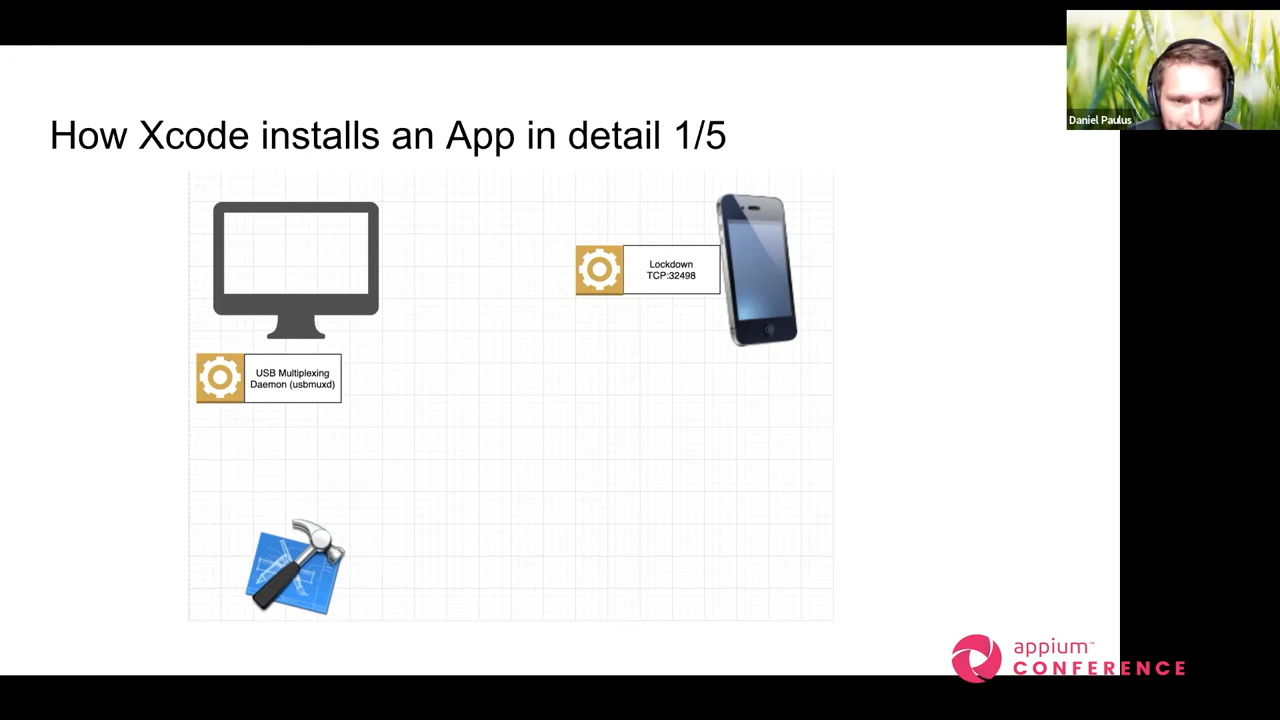 Daniel Paulus
How Xcode installs an App in detail 1/5
Lockdown
TCP:32498
USB Multiplexing
Daemon (usbmuxd)
appium™
CONFERENCE